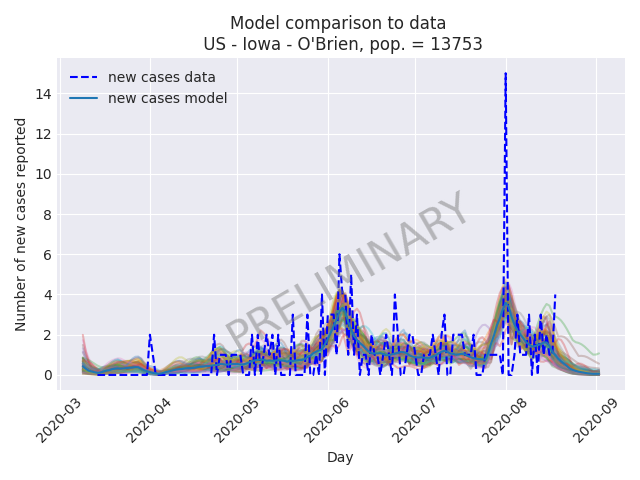 Model comparison to data
US - Iowa - O'Brien, pop. = 13753
new cases data
new cases model
Number of new cases reported
14
12
10
8
6
4
2
0
PRELIMINARY
2020-03
2020-04
2020-05
2020-06
2020-07
2020-08
2020-09
Day